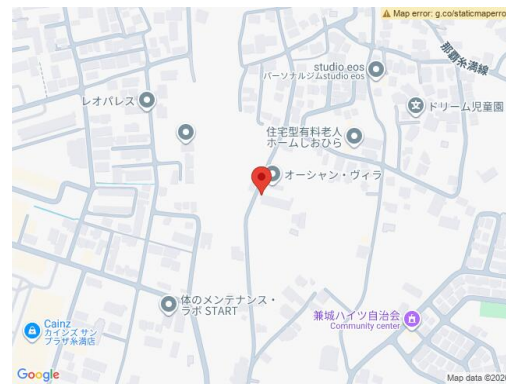 Map error: g.co/staticmaperro
那覇糸満線
studio eos
パーソナルジムstudio eos
レオパレス
ドリーム児童園
住宅型有料老人
ホームしおひら
オーシャン・ヴィラ
体のメンテナンス・
ラボ START
兼城ハイツ自治会
Community center
Cainz
カインズ サン
プラザ糸満店
Google
Map data ©202